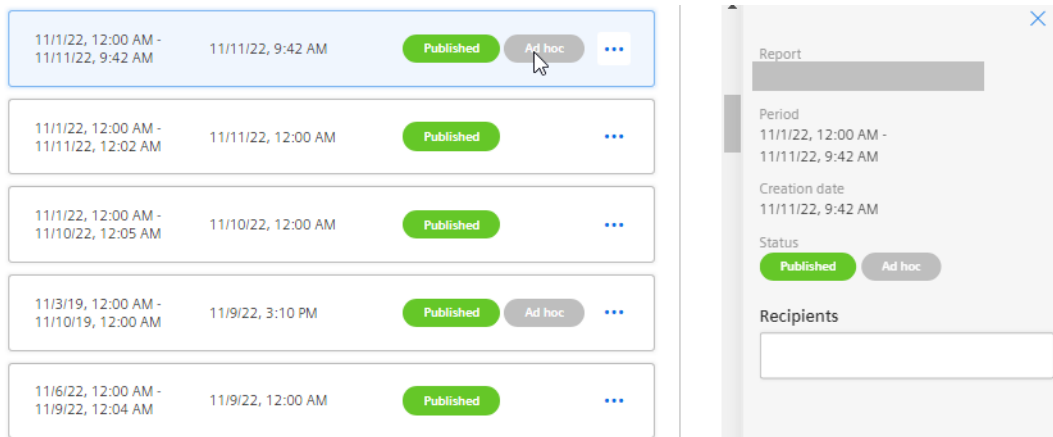 11/1/22, 12:00 AM -
11/11/22, 9:42 AM
11/11/22, 9:42 AM
Published
Ad hoc
11/1/22, 12:00 AM -
11/11/22, 12:02 AM
11/11/22, 12:00 AM
Published
11/1/22, 12:00 AM -
11/10/22, 12:05 AM
11/10/22, 12:00 AM
Published
11/3/19, 12:00 AM -
11/10/19, 12:00 AM
11/9/22, 3:10 PM
Published
Ad hoc
11/6/22, 12:00 AM -
11/9/22, 12:04 AM
11/9/22, 12:00 AM
Published
Report
Period
11/1/22, 12:00 AM -
11/11/22, 9:42 AM
Creation date
11/11/22, 9:42 AM
Status
Published
Ad hoc
Recipients